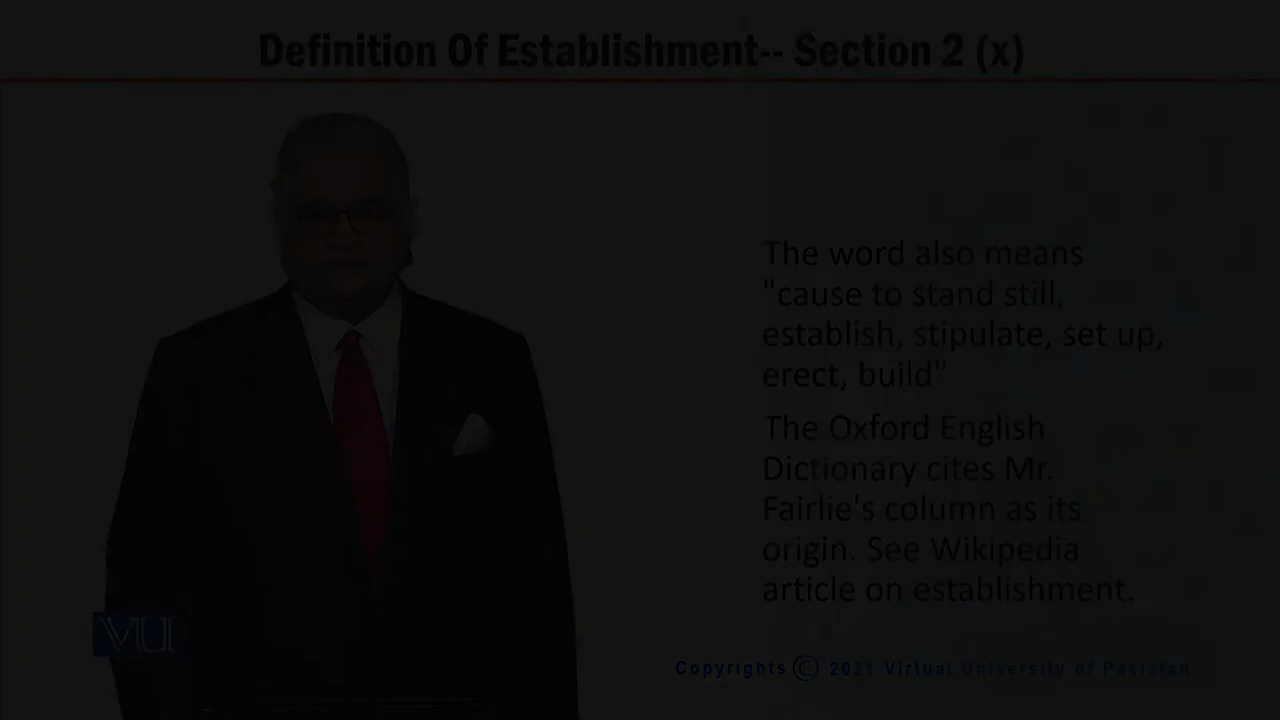 Definition Of Establishment-- Section 2 (x)
The word also means
"cause to stand still,
establish, stipulate, set up,
erect, build"
The Oxford English
Dictionary cites Mr.
Fairlie's column as its
origin. See Wikipedia
article on establishment.
VU
Copyrights © 2021 Virtual University of Pakistan